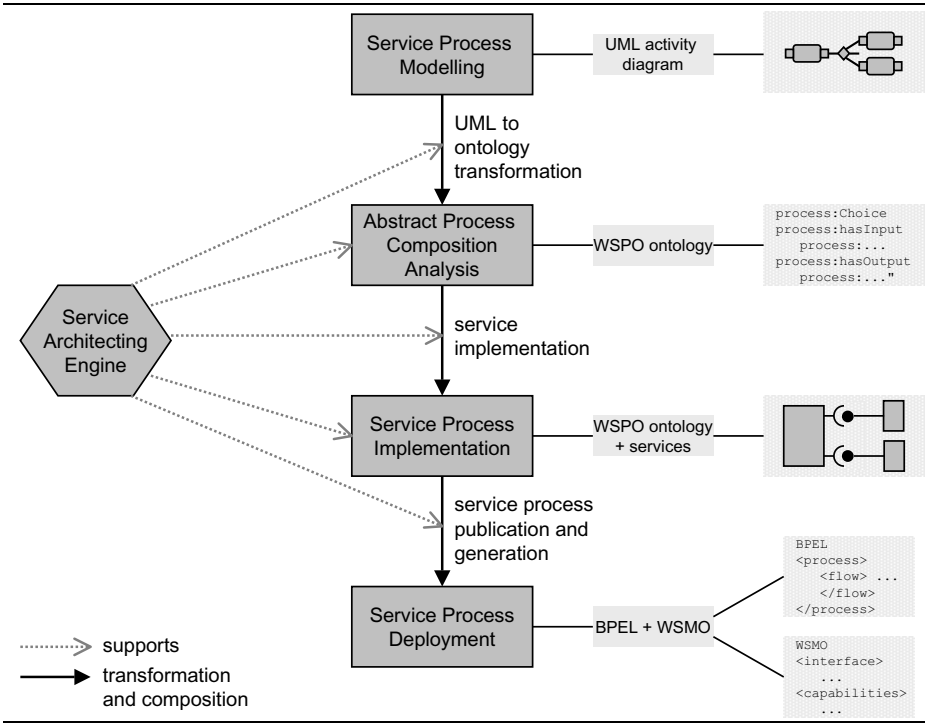 Service Process
Modelling
UML activity
diagram
UML to
ontology
transformation
Abstract Process
Composition
Analysis
WSPO ontology
process:Choice
process:hasInput
process:...
process:hasOutput
process:..."
Service
Architecting
Engine
service
implementation
Service Process
Implementation
WSPO ontology
+ services
service process
publication and
generation
Service Process
Deployment
BPEL + WSMO
BPEL
<process>
<flow> ...
</flow>
</process>
WSMO
<interface>
...
<capabilities>
...
supports
transformation
and composition